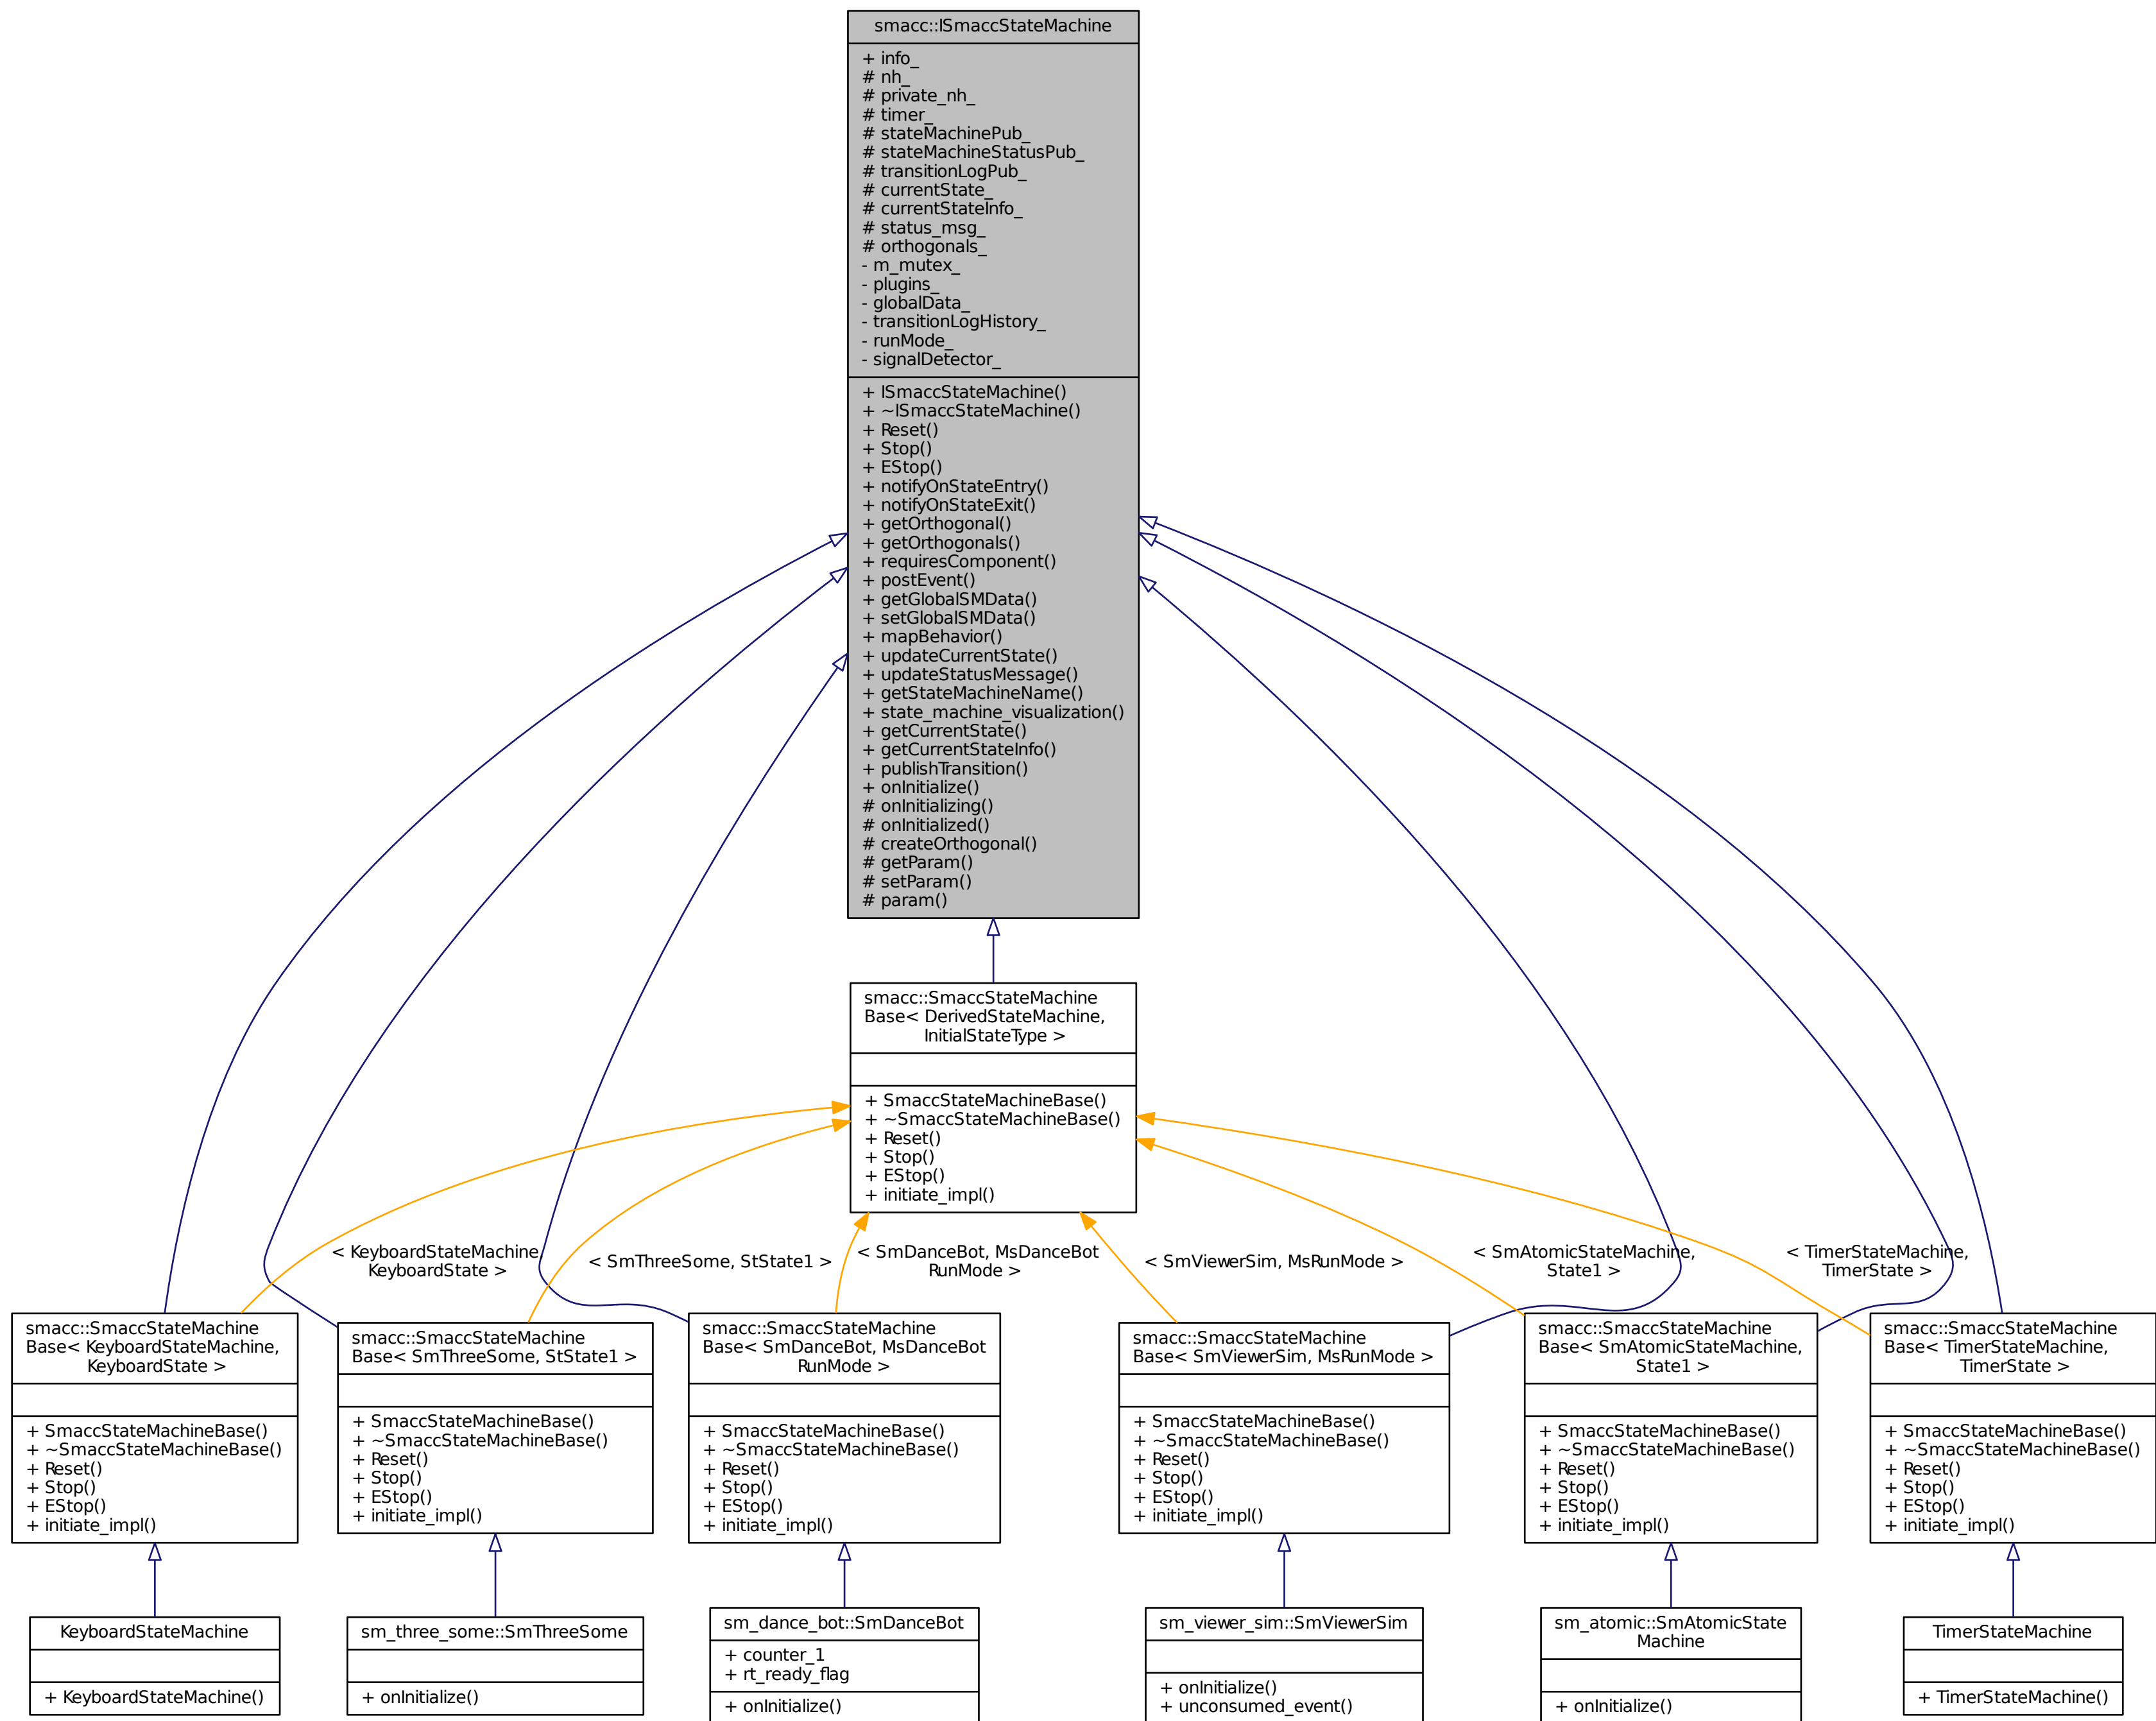 smacc::ISmaccStateMachine
+ info_
# nh_
# private_nh_
# timer_
# stateMachinePub_
# stateMachineStatusPub_
# transitionLogPub_
# currentState_
# currentStateInfo_
# status_msg_
# orthogonals_
- m_mutex_
- plugins_
- globalData_
- transitionLogHistory_
- runMode_
- signalDetector_
+ ISmaccStateMachine()
+ ~ISmaccStateMachine()
+ Reset()
+ Stop()
+ EStop()
+ notifyOnStateEntry()
+ notifyOnStateExit()
+ getOrthogonal()
+ getOrthogonals()
+ requiresComponent()
+ postEvent()
+ getGlobalSMData()
+ setGlobalSMData()
+ mapBehavior()
+ updateCurrentState()
+ updateStatusMessage()
+ getStateMachineName()
+ state_machine_visualization()
+ getCurrentState()
+ getCurrentStateInfo()
+ publishTransition()
+ onInitialize()
# onInitializing()
# onInitialized()
# createOrthogonal()
# getParam()
# setParam()
# param()
smacc::SmaccStateMachine
Base< DerivedStateMachine,
InitialStateType >
+ SmaccStateMachineBase()
+ ~SmaccStateMachineBase()
+ Reset()
+ Stop()
+ EStop()
+ initiate_impl()
< KeyboardStateMachine,
KeyboardState >
< SmThreeSome, StState1 >
< SmDanceBot, MsDanceBot
RunMode >
< SmViewerSim, MsRunMode >
< SmAtomicStateMachine,
State1 >
< TimerStateMachine,
TimerState >
smacc::SmaccStateMachine
Base< KeyboardStateMachine,
KeyboardState >
+ SmaccStateMachineBase()
+ ~SmaccStateMachineBase()
+ Reset()
+ Stop()
+ EStop()
+ initiate_impl()
smacc::SmaccStateMachine
Base< SmThreeSome, StState1 >
+ SmaccStateMachineBase()
+ ~SmaccStateMachineBase()
+ Reset()
+ Stop()
+ EStop()
+ initiate_impl()
smacc::SmaccStateMachine
Base< SmDanceBot, MsDanceBot
RunMode >
+ SmaccStateMachineBase()
+ ~SmaccStateMachineBase()
+ Reset()
+ Stop()
+ EStop()
+ initiate_impl()
smacc::SmaccStateMachine
Base< SmViewerSim, MsRunMode >
+ SmaccStateMachineBase()
+ ~SmaccStateMachineBase()
+ Reset()
+ Stop()
+ EStop()
+ initiate_impl()
smacc::SmaccStateMachine
Base< SmAtomicStateMachine,
State1 >
+ SmaccStateMachineBase()
+ ~SmaccStateMachineBase()
+ Reset()
+ Stop()
+ EStop()
+ initiate_impl()
smacc::SmaccStateMachine
Base< TimerStateMachine,
TimerState >
+ SmaccStateMachineBase()
+ ~SmaccStateMachineBase()
+ Reset()
+ Stop()
+ EStop()
+ initiate_impl()
KeyboardStateMachine
+ KeyboardStateMachine()
sm_three_some::SmThreeSome
+ onInitialize()
sm_dance_bot::SmDanceBot
+ counter_1
+ rt_ready_flag
+ onInitialize()
sm_viewer_sim::SmViewerSim
+ onInitialize()
+ unconsumed_event()
sm_atomic::SmAtomicState
Machine
+ onInitialize()
TimerStateMachine
+ TimerStateMachine()